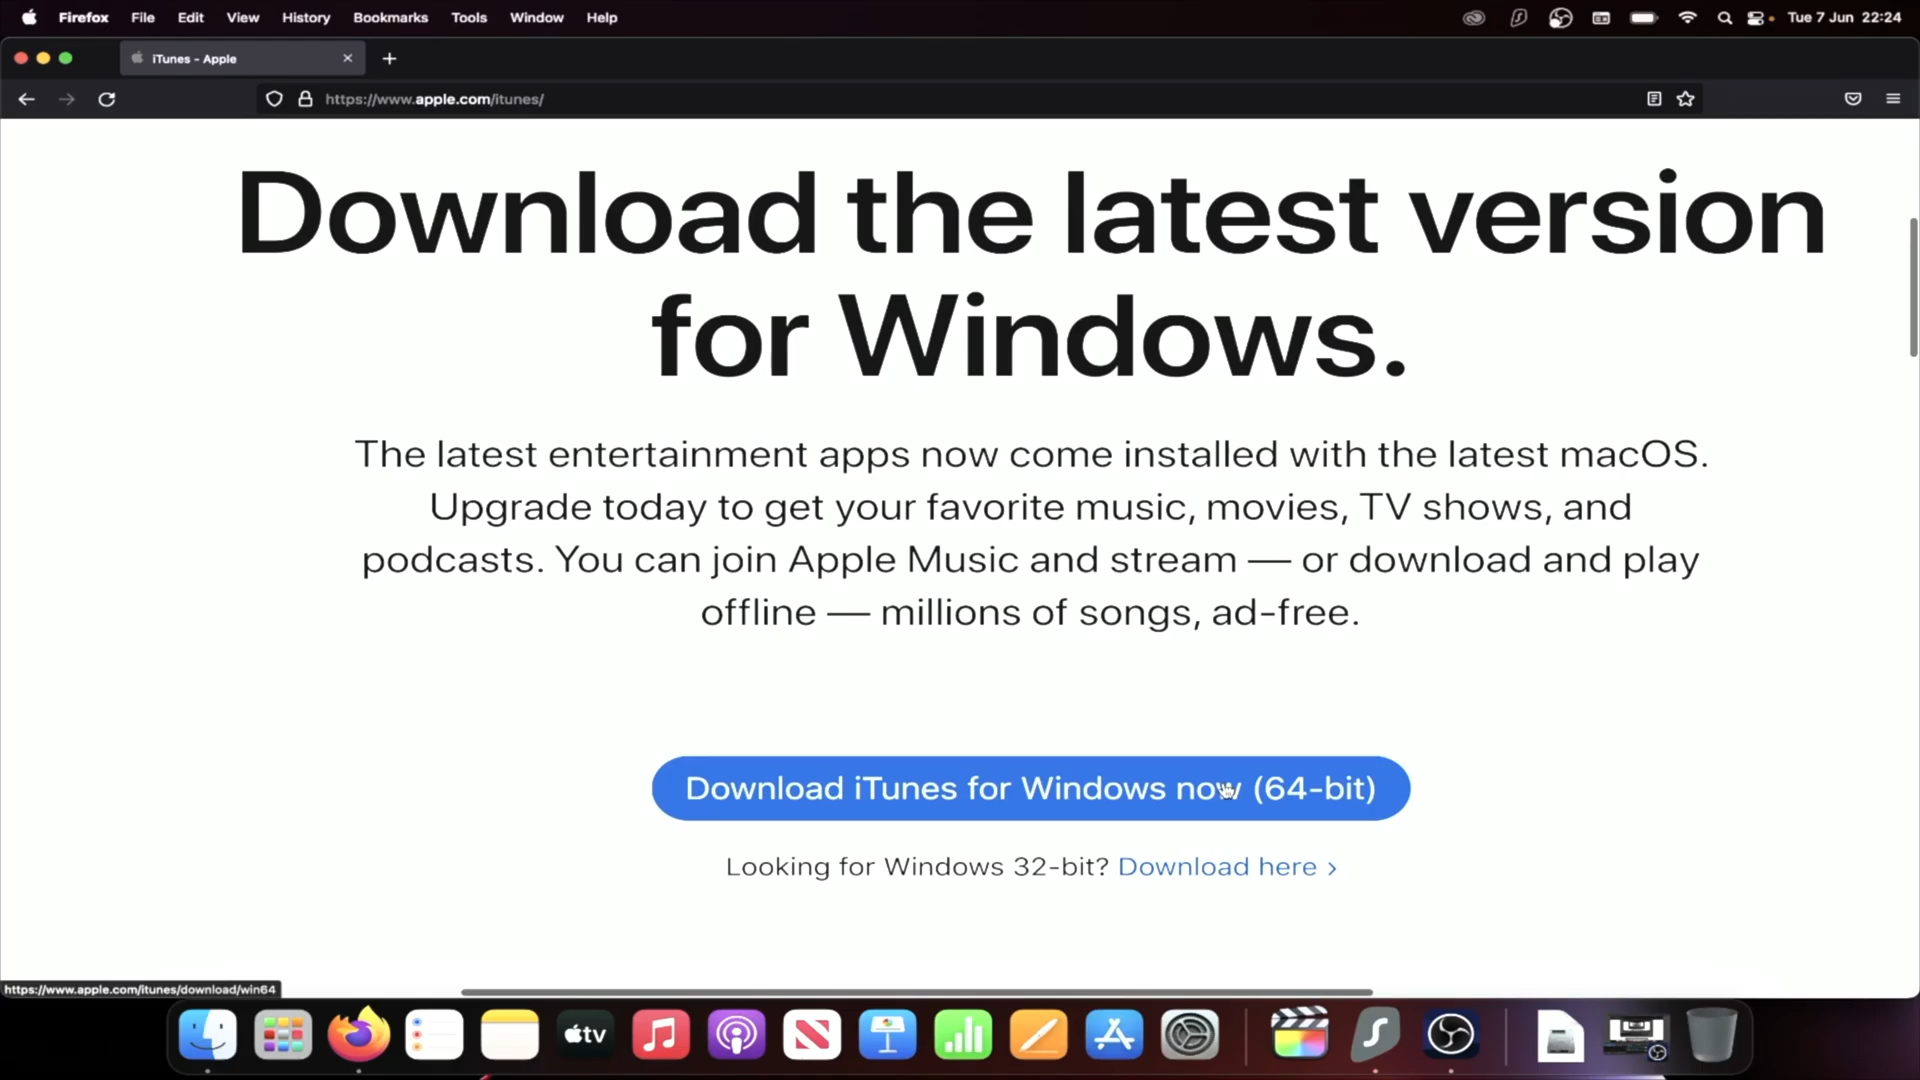 Firefox File Edit View History Bookmarks Tools Window Help Tue 7 Jun 22:24
iTunes - Apple
https://www.apple.com/itunes/
Download the latest version
for Windows.
The latest entertainment apps now come installed with the latest macOS.
Upgrade today to get your favorite music, movies, TV shows, and
podcasts. You can join Apple Music and stream — or download and play
offline — millions of songs, ad-free.
Download iTunes for Windows now (64-bit)
Looking for Windows 32-bit? Download here ›
https://www.apple.com/itunes/download/win64
tv